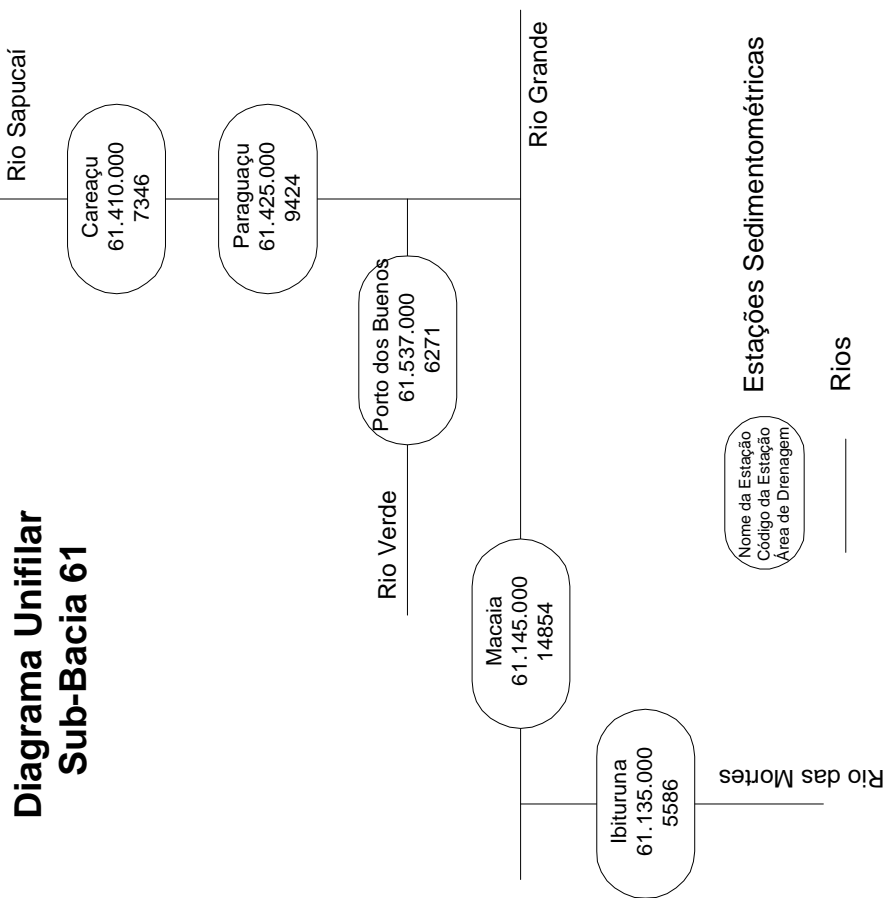 Diagrama Unifilar
Sub-Bacia 61
Rio Sapucaí
Careaçu
61.410.000
7346
Paraguaçu
61.425.000
9424
Porto dos Buenos
61.537.000
6271
Rio Verde
Rio Grande
Macaia
61.145.000
14854
Ibituruna
61.135.000
5586
Rio das Mortes
Nome da Estação
Código da Estação
Área de Drenagem
Estações Sedimentométricas
Rios